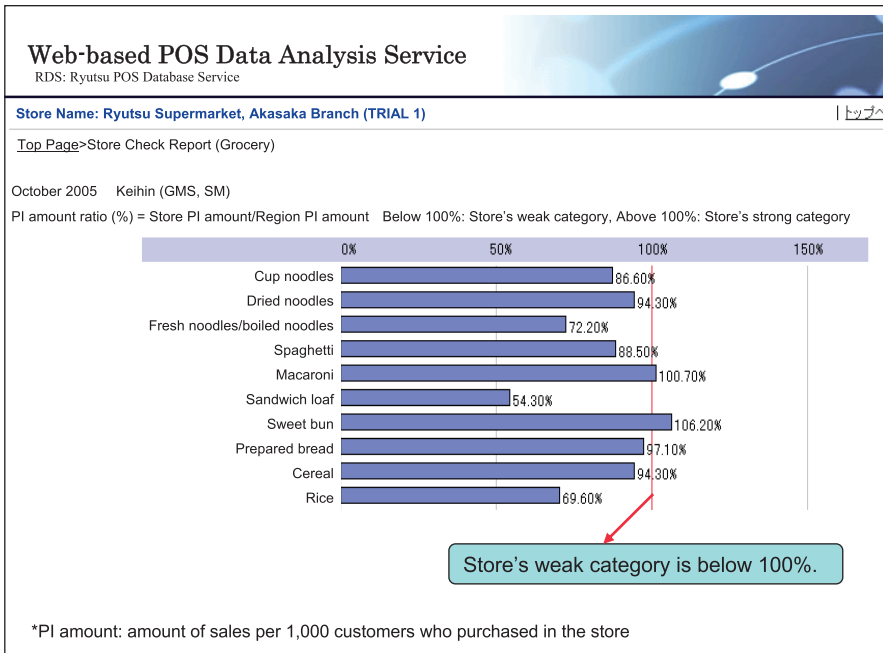 Web-based POS Data Analysis Service
RDS: Ryutsu POS Database Service
Store Name: Ryutsu Supermarket, Akasaka Branch (TRIAL 1)
トップへ
Top Page>Store Check Report (Grocery)
October 2005 Keihin (GMS, SM)
PI amount ratio (%) = Store PI amount/Region PI amount Below 100%: Store's weak category, Above 100%: Store's strong category
0% 50% 100% 150%
Cup noodles 86.60%
Dried noodles 94.30%
Fresh noodles/boiled noodles 72.20%
Spaghetti 88.50%
Macaroni 100.70%
Sandwich loaf 54.30%
Sweet bun 106.20%
Prepared bread 97.10%
Cereal 94.30%
Rice 69.60%
Store's weak category is below 100%.
*PI amount: amount of sales per 1,000 customers who purchased in the store